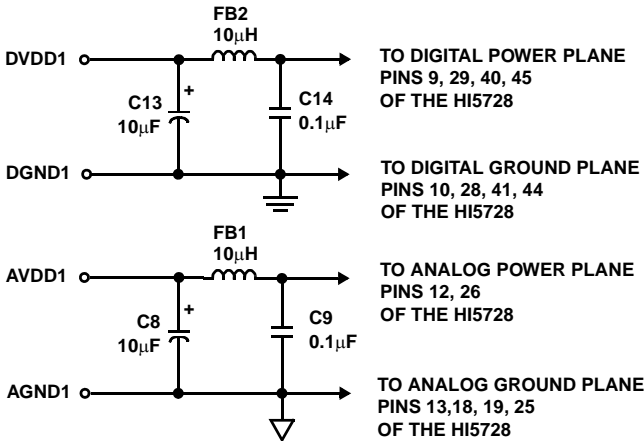 FB2
10µH
DVDD1
TO DIGITAL POWER PLANE
PINS 9, 29, 40, 45
OF THE HI5728
+
C13
10µF
C14
0.1µF
DGND1
TO DIGITAL GROUND PLANE
PINS 10, 28, 41, 44
OF THE HI5728
FB1
10µH
AVDD1
TO ANALOG POWER PLANE
PINS 12, 26
OF THE HI5728
+
C8
10µF
C9
0.1µF
AGND1
TO ANALOG GROUND PLANE
PINS 13,18, 19, 25
OF THE HI5728